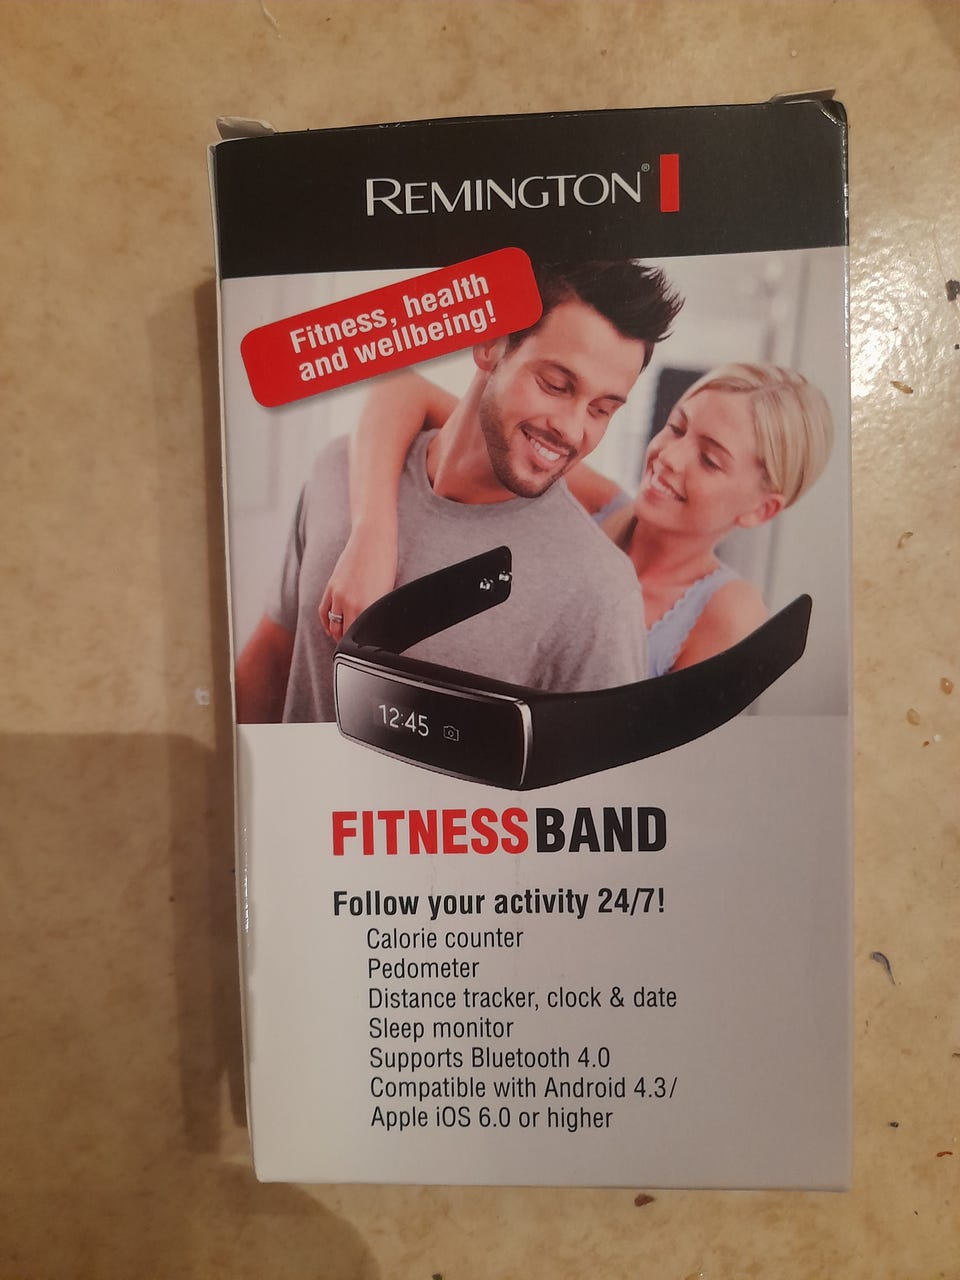 REMINGTON®
Fitness, health
and wellbeing!
12:45
FITNESSBAND
Follow your activity 24/7!
Calorie counter
Pedometer
Distance tracker, clock & date
Sleep monitor
Supports Bluetooth 4.0
Compatible with Android 4.3/
Apple iOS 6.0 or higher